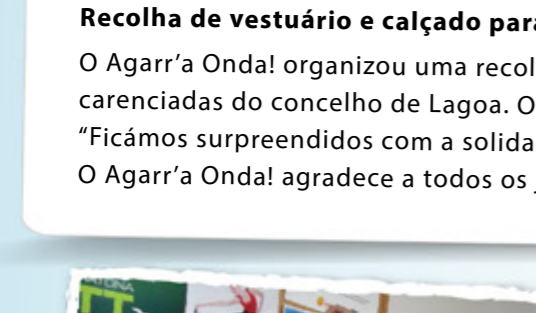 Recolha de vestuário e calçado para
O Agarr'a Onda! organizou uma recol
carenciadas do concelho de Lagoa. O
“Ficámos surpreendidos com a solida
O Agarr'a Onda! agradece a todos os